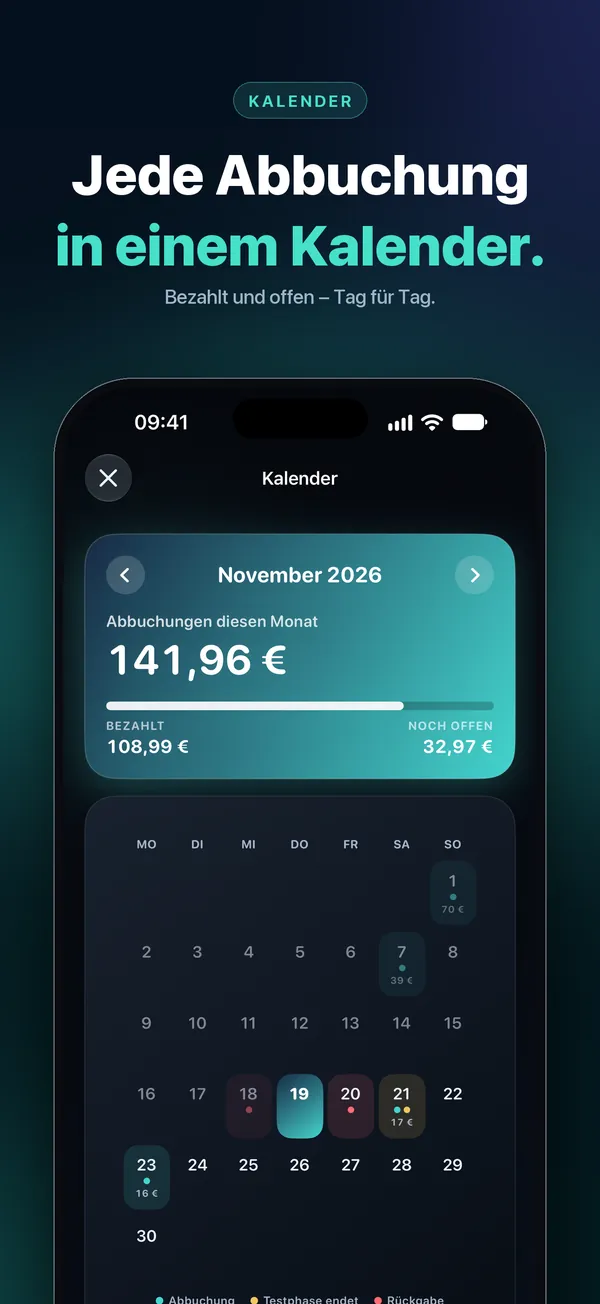 KALENDER
Jede Abbuchung
in einem Kalender.
Bezahlt und offen – Tag für Tag.
09:41
Kalender
November 2026
Abbuchungen diesen Monat
141,96 €
BEZAHLT NOCH OFFEN
108,99 € 32,97 €
MO DI MI DO FR SA SO
1
70 €
2 3 4 5 6 7 8
39 €
9 10 11 12 13 14 15
16 17 18 19 20 21 22
17 €
23 24 25 26 27 28 29
16 €
30
Abbuchung Testphase endet Rückgabe